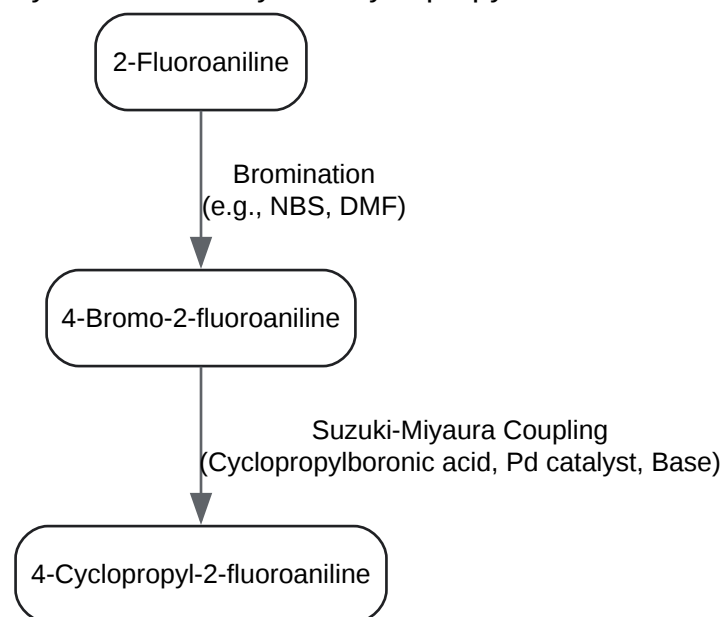 2-Fluoroaniline
Bromination
(e.g., NBS, DMF)
4-Bromo-2-fluoroaniline
Suzuki-Miyaura Coupling
(Cyclopropylboronic acid, Pd catalyst, Base)
4-Cyclopropyl-2-fluoroaniline